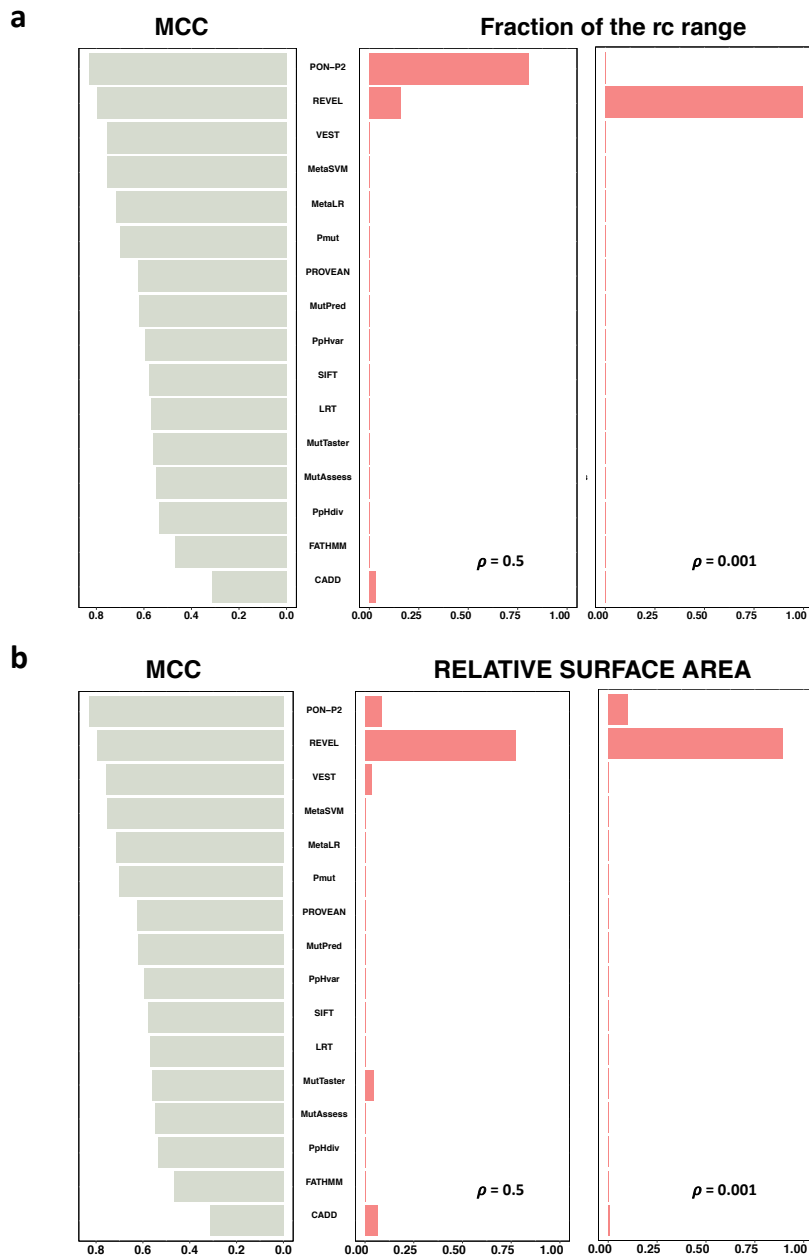 a
MCC
Fraction of the rc range
PON-P2
REVEL
VEST
MetaSVM
MetaLR
Pmut
PROVEAN
MutPred
PpHvar
SIFT
LRT
MutTaster
MutAssess
PpHdiv
FATHMM
CADD
ρ = 0.5
ρ = 0.001
0.8 0.6 0.4 0.2 0.0
0.00 0.25 0.50 0.75 1.00
0.00 0.25 0.50 0.75 1.00
b
MCC
RELATIVE SURFACE AREA
PON-P2
REVEL
VEST
MetaSVM
MetaLR
Pmut
PROVEAN
MutPred
PpHvar
SIFT
LRT
MutTaster
MutAssess
PpHdiv
FATHMM
CADD
ρ = 0.5
ρ = 0.001
0.8 0.6 0.4 0.2 0.0
0.00 0.25 0.50 0.75 1.00
0.00 0.25 0.50 0.75 1.00